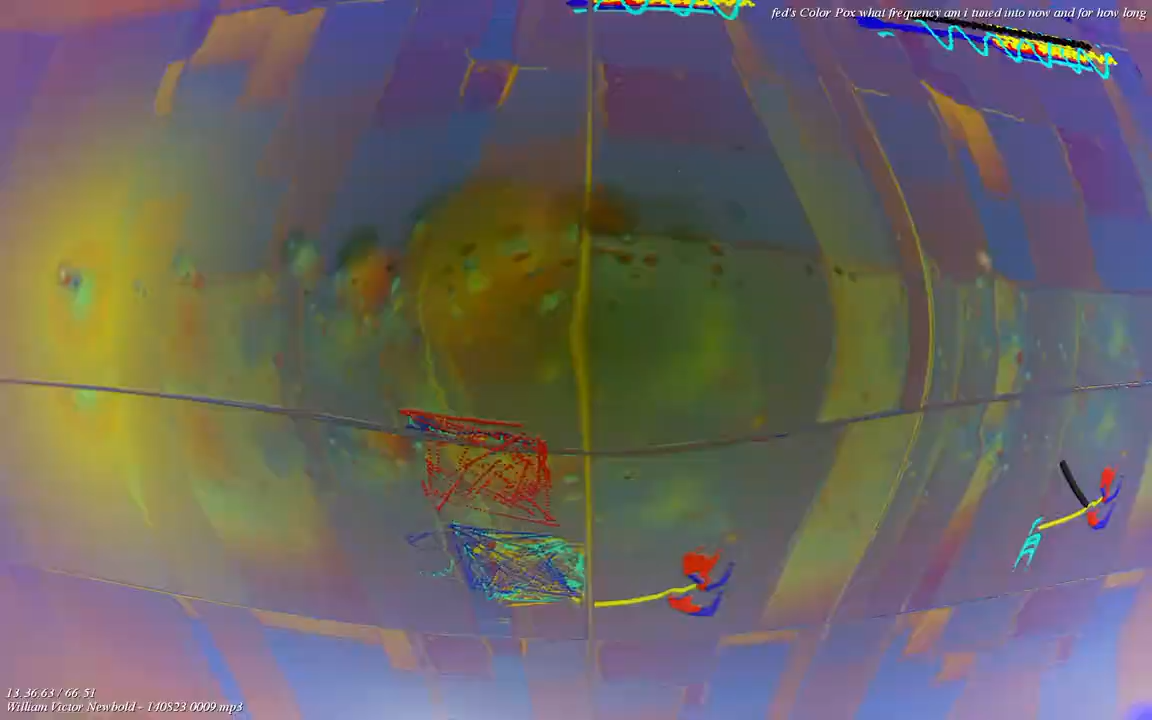 fed's Color Pox what frequency am i tuned into now and for how long
13.36:63 / 66:51
William Victor Newbold - 140823 0009.mp3